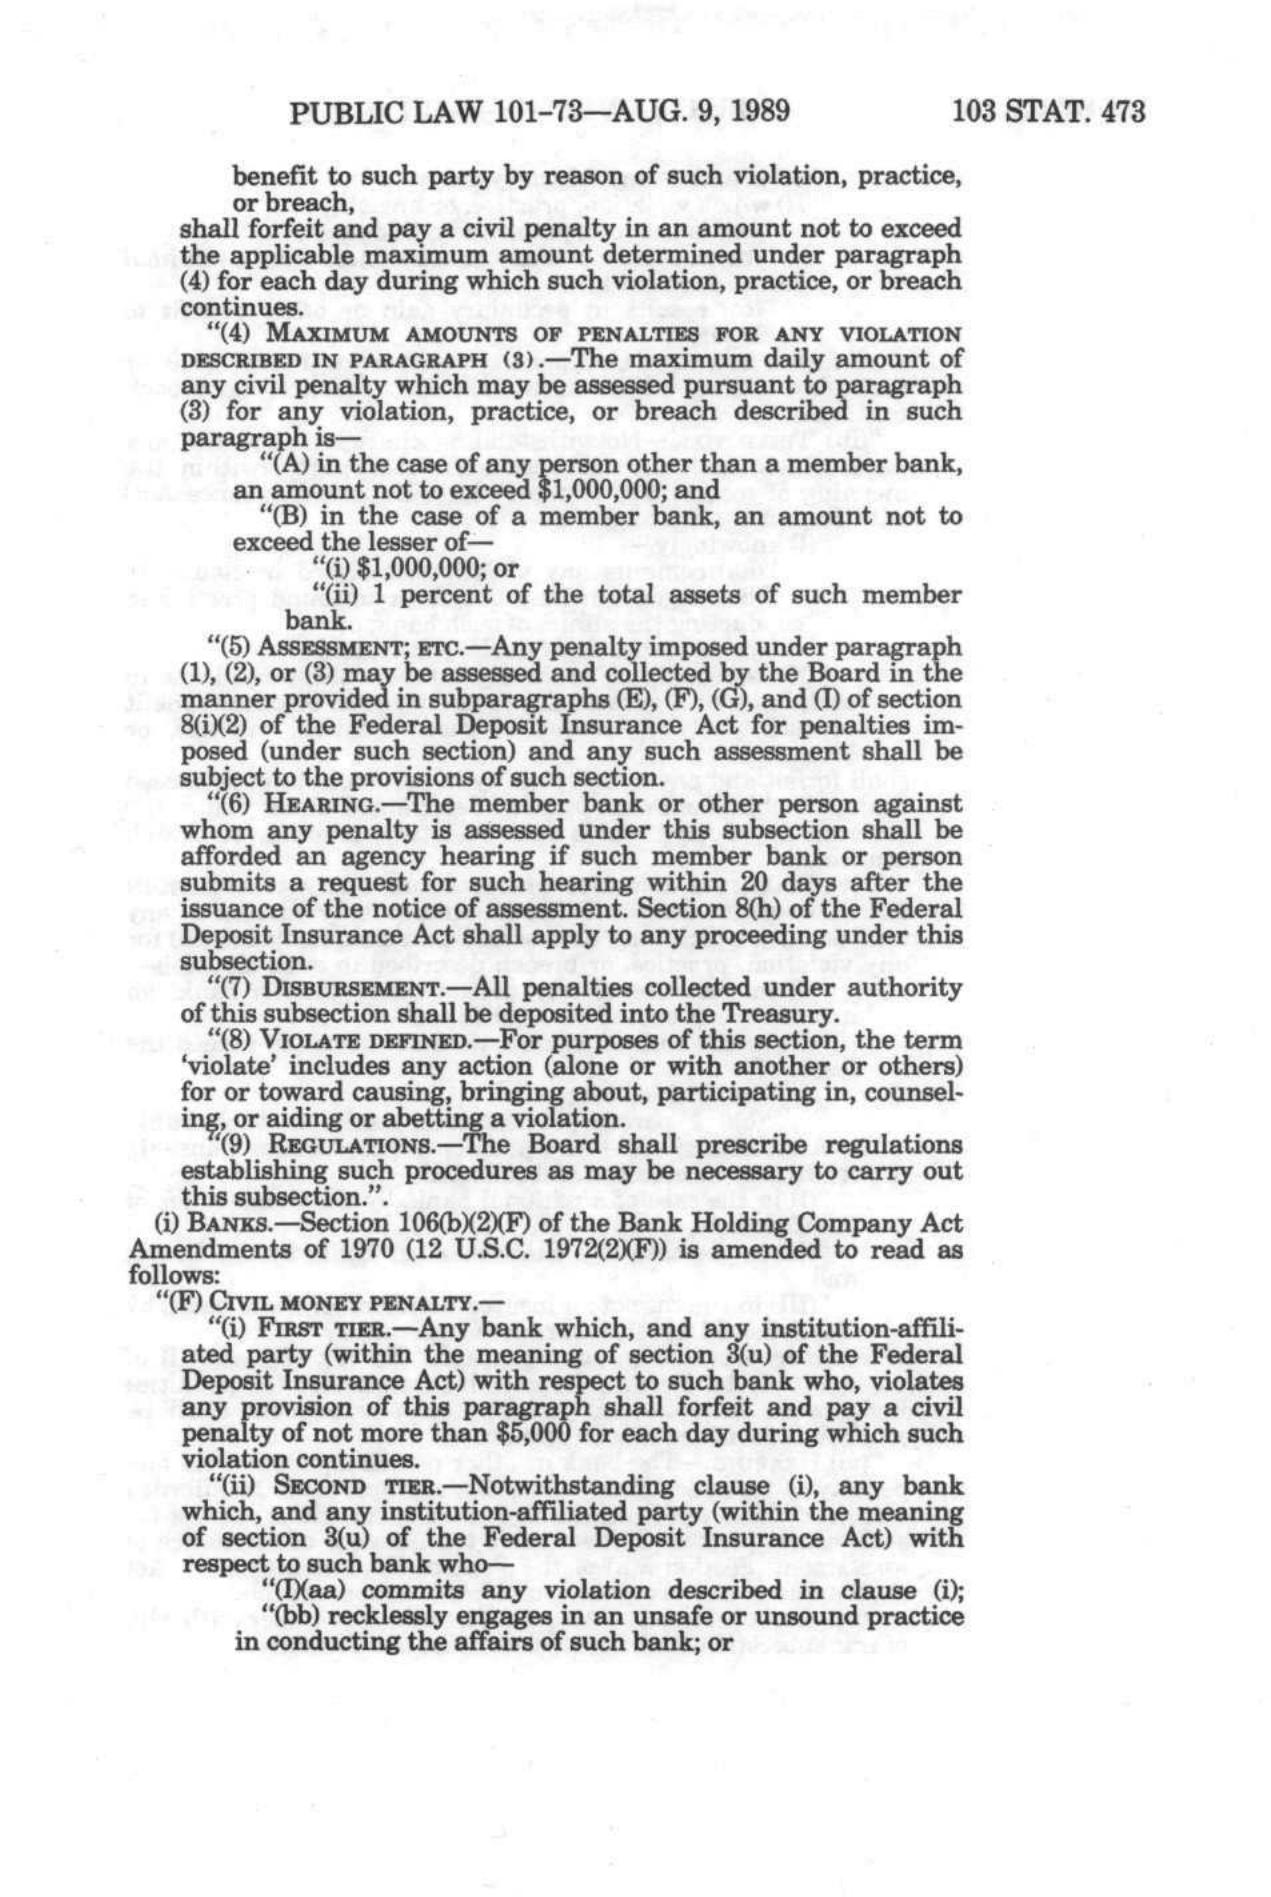 PUBLIC LAW 101-73—AUG. 9, 1989 103 STAT. 473
benefit to such party by reason of such violation, practice,
or breach,
shall forfeit and pay a civil penalty in an amount not to exceed
the applicable maximum amount determined under paragraph
(4) for each day during which such violation, practice, or breach
continues.
"(4) MAXIMUM AMOUNTS OF PENALTIES FOR ANY VIOLATION
DESCRIBED IN PARAGRAPH (3).—The maximum daily amount of
any civil penalty which may be assessed pursuant to paragraph
(3) for any violation, practice, or breach described in such
paragraph is—
"(A) in the case of any person other than a member bank,
an amount not to exceed $1,000,000; and
"(B) in the case of a member bank, an amount not to
exceed the lesser of—
"(i) $1,000,000; or
"(ii) 1 percent of the total assets of such member
bank.
"(5) ASSESSMENT; ETC.—Any penalty imposed under paragraph
(1), (2), or (3) may be assessed and collected by the Board in the
manner provided in subparagraphs (E), (F), (G), and (I) of section
8(i)(2) of the Federal Deposit Insurance Act for penalties im-
posed (under such section) and any such assessment shall be
subject to the provisions of such section.
"(6) HEARING.—The member bank or other person against
whom any penalty is assessed under this subsection shall be
afforded an agency hearing if such member bank or person
submits a request for such hearing within 20 days after the
issuance of the notice of assessment. Section 8(h) of the Federal
Deposit Insurance Act shall apply to any proceeding under this
subsection.
"(7) DISBURSEMENT.—All penalties collected under authority
of this subsection shall be deposited into the Treasury.
"(8) VIOLATE DEFINED.—For purposes of this section, the term
'violate' includes any action (alone or with another or others)
for or toward causing, bringing about, participating in, counsel-
ing, or aiding or abetting a violation.
"(9) REGULATIONS.—The Board shall prescribe regulations
establishing such procedures as may be necessary to carry out
this subsection.".
(i) BANKS.—Section 106(b)(2)(F) of the Bank Holding Company Act
Amendments of 1970 (12 U.S.C. 1972(2)(F)) is amended to read as
follows:
"(F) CIVIL MONEY PENALTY.—
"(i) FIRST TIER.—Any bank which, and any institution-affili-
ated party (within the meaning of section 3(u) of the Federal
Deposit Insurance Act) with respect to such bank who, violates
any provision of this paragraph shall forfeit and pay a civil
penalty of not more than $5,000 for each day during which such
violation continues.
"(ii) SECOND TIER.—Notwithstanding clause (i), any bank
which, and any institution-affiliated party (within the meaning
of section 3(u) of the Federal Deposit Insurance Act) with
respect to such bank who—
"(I)(aa) commits any violation described in clause (i);
"(bb) recklessly engages in an unsafe or unsound practice
in conducting the affairs of such bank; or